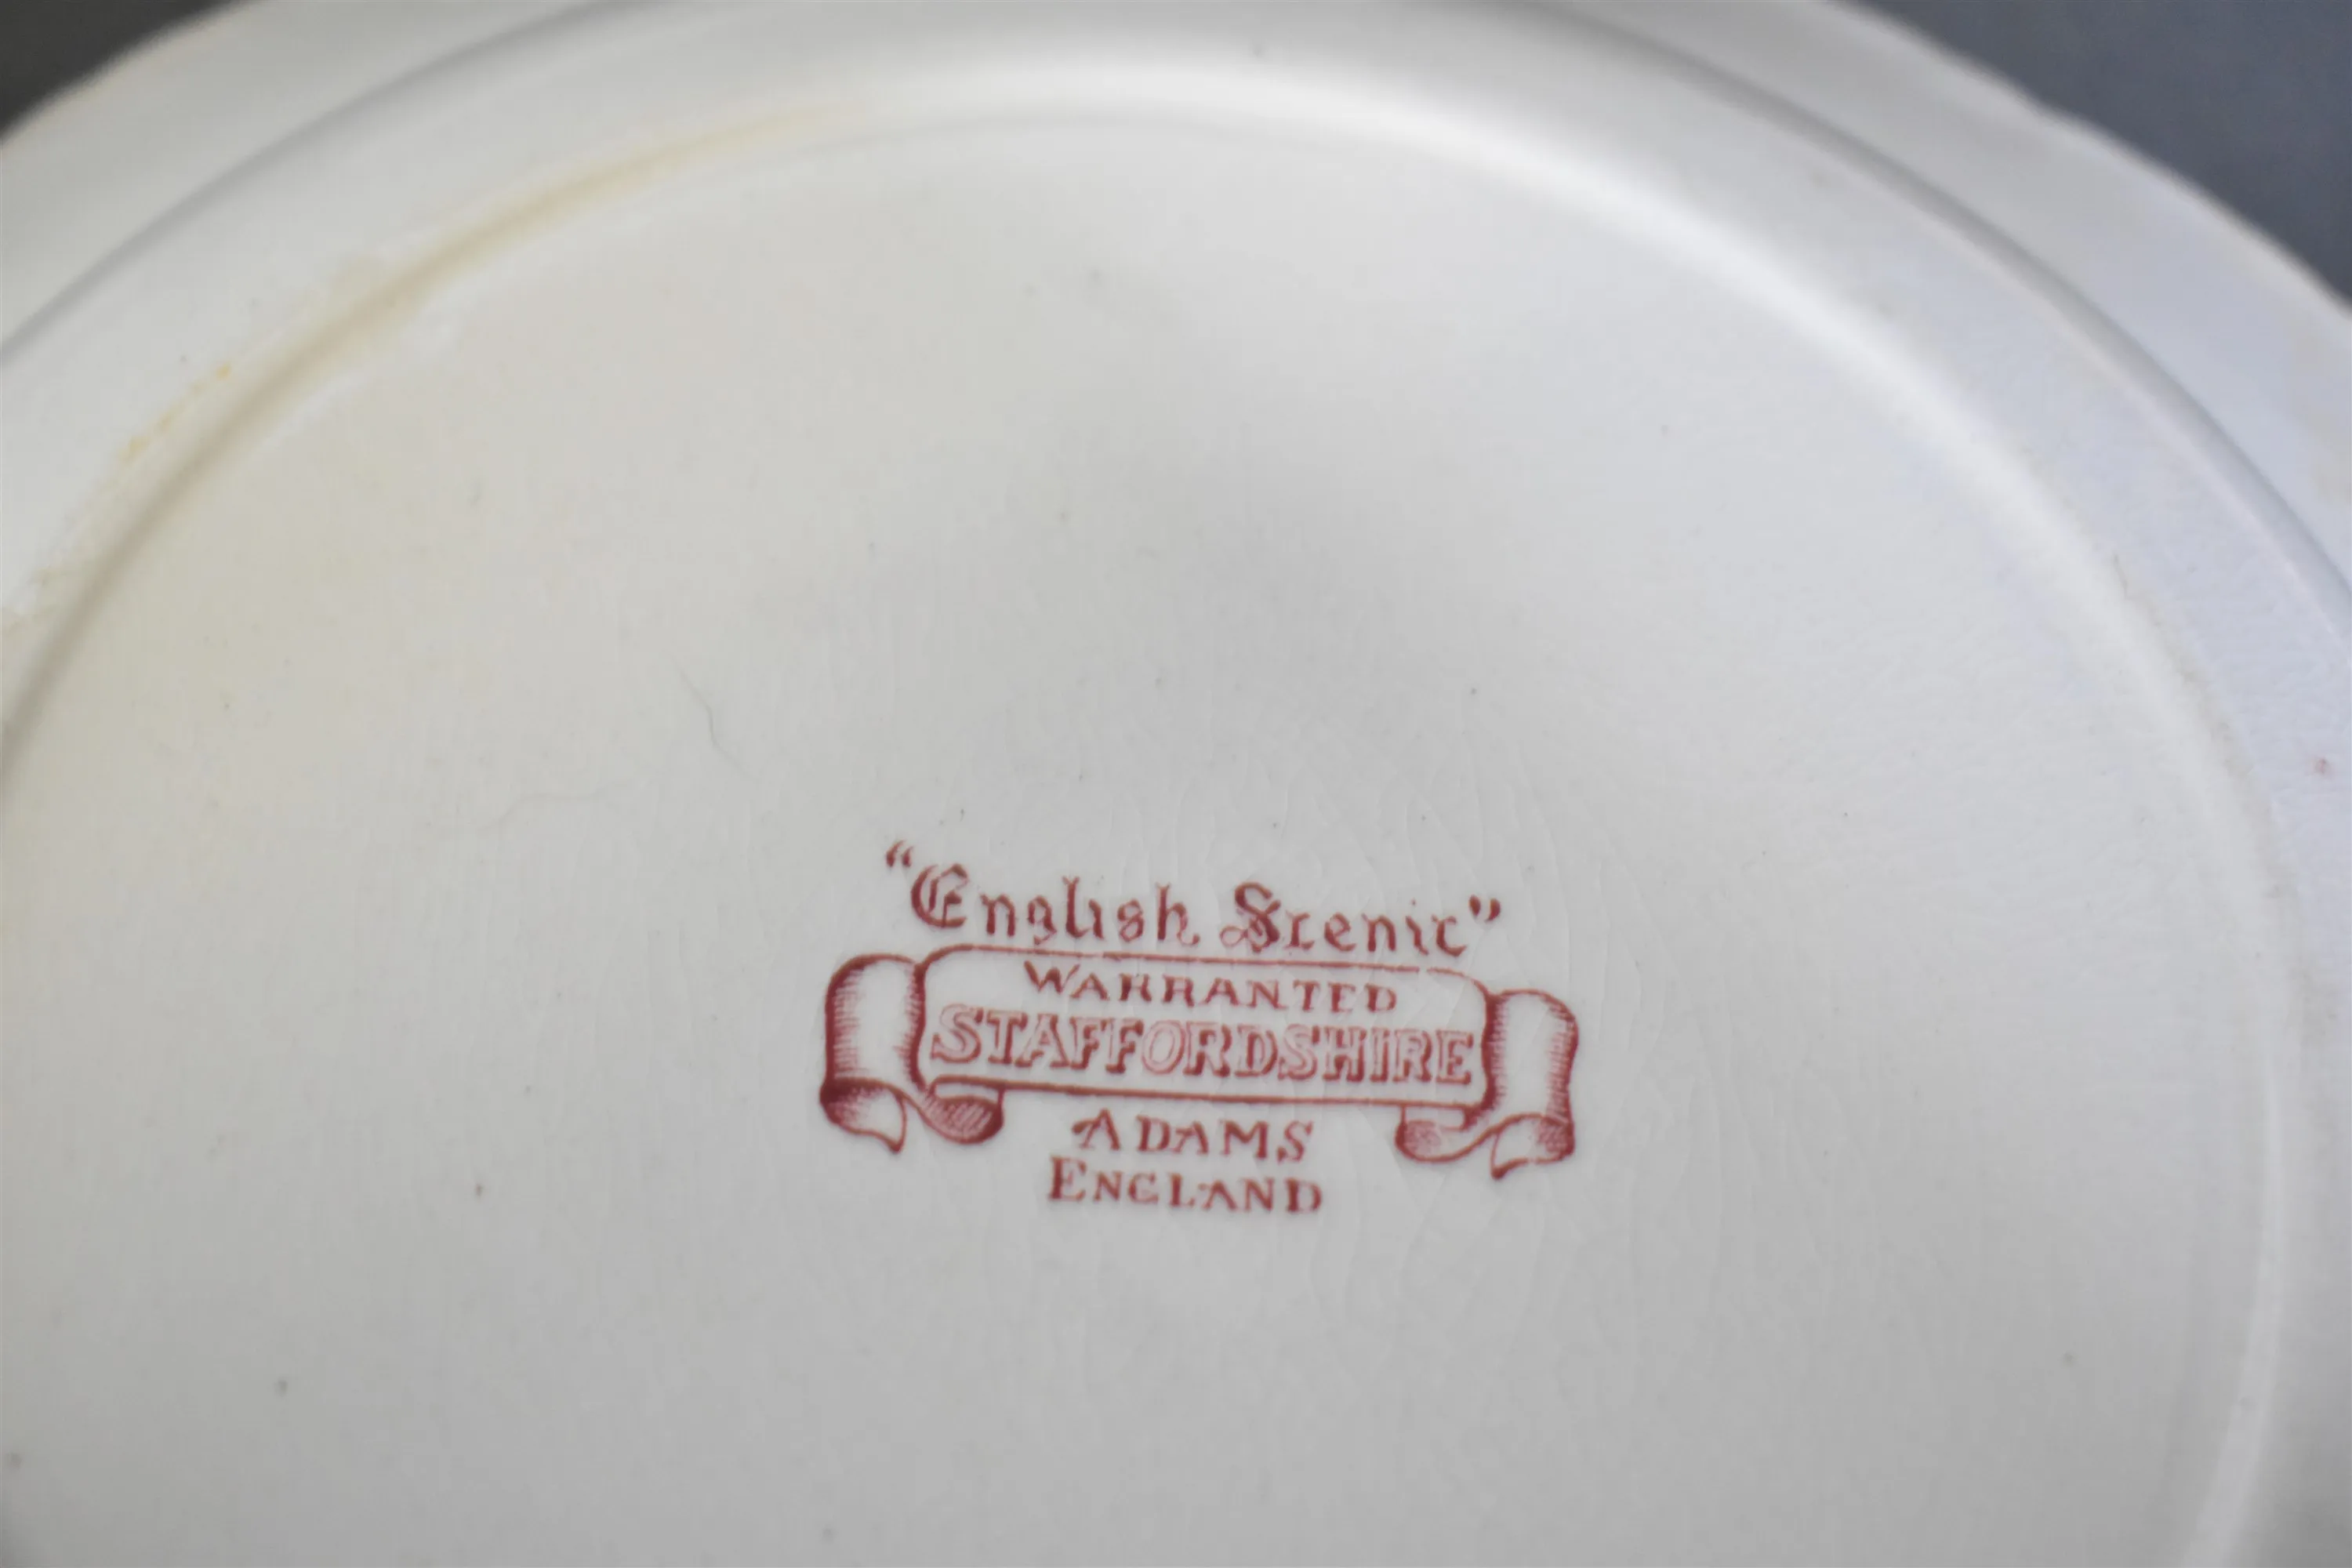 “English Scenic”
WARRANTED
STAFFORDSHIRE
ADAMS
ENGLAND